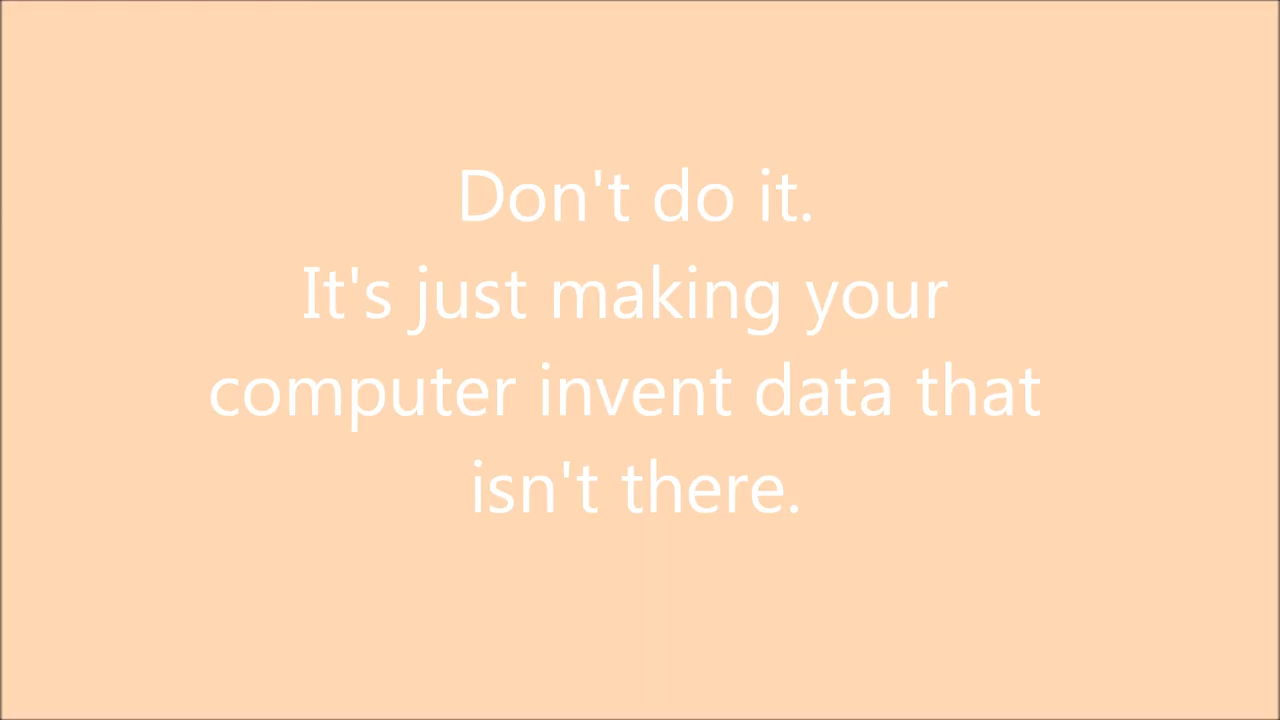 Don't do it.
It's just making your
computer invent data that
isn't there.